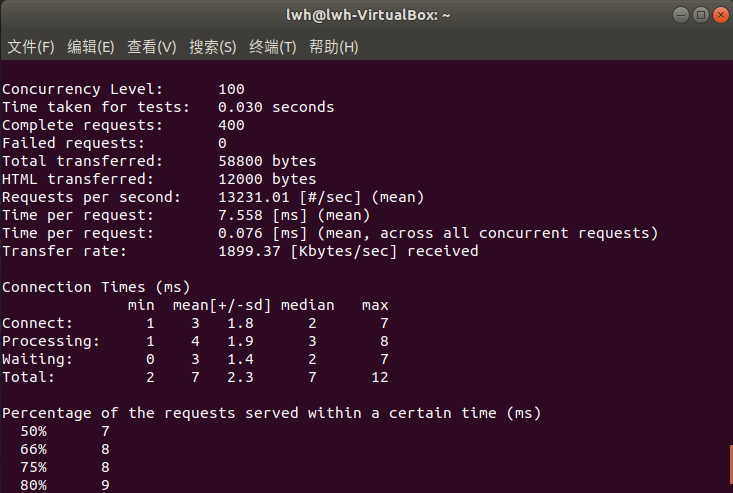 lwh@lwh-VirtualBox: ~
文件(F) 编辑(E) 查看(V) 搜索(S) 终端(T) 帮助(H)
Concurrency Level:      100
Time taken for tests:   0.030 seconds
Complete requests:      400
Failed requests:        0
Total transferred:      58800 bytes
HTML transferred:       12000 bytes
Requests per second:    13231.01 [#/sec] (mean)
Time per request:       7.558 [ms] (mean)
Time per request:       0.076 [ms] (mean, across all concurrent requests)
Transfer rate:          1899.37 [Kbytes/sec] received
Connection Times (ms)
              min  mean[+/-sd] median   max
Connect:        1    3   1.8      2       7
Processing:     1    4   1.9      3       8
Waiting:        0    3   1.4      2       7
Total:          2    7   2.3      7      12
Percentage of the requests served within a certain time (ms)
  50%      7
  66%      8
  75%      8
  80%      9